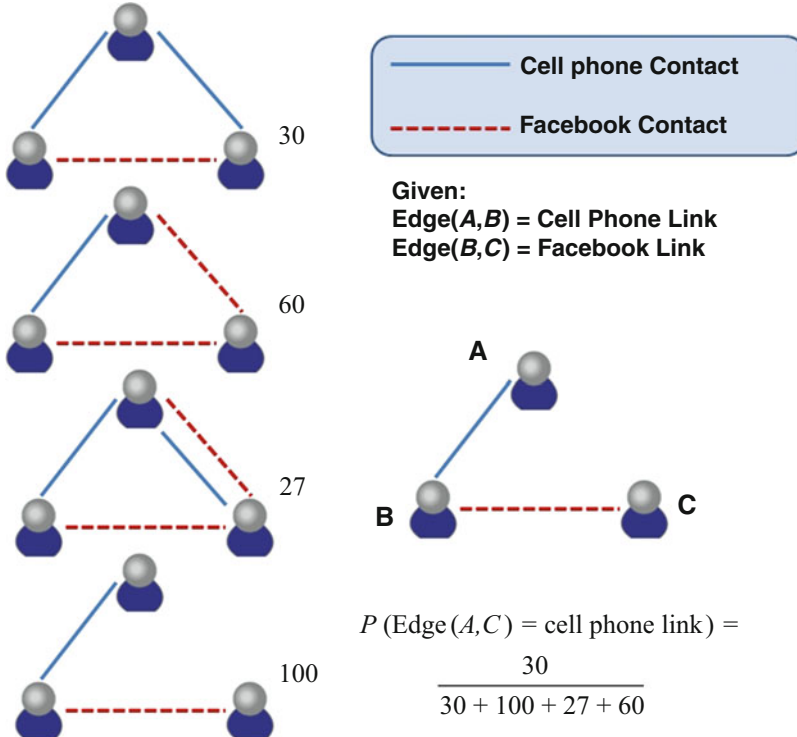 30
60
27
100
Cell phone Contact
Facebook Contact
Given:
Edge(A,B) = Cell Phone Link
Edge(B,C) = Facebook Link
A
B
C
P (Edge(A,C) = cell phone link) =
30
30 + 100 + 27 + 60